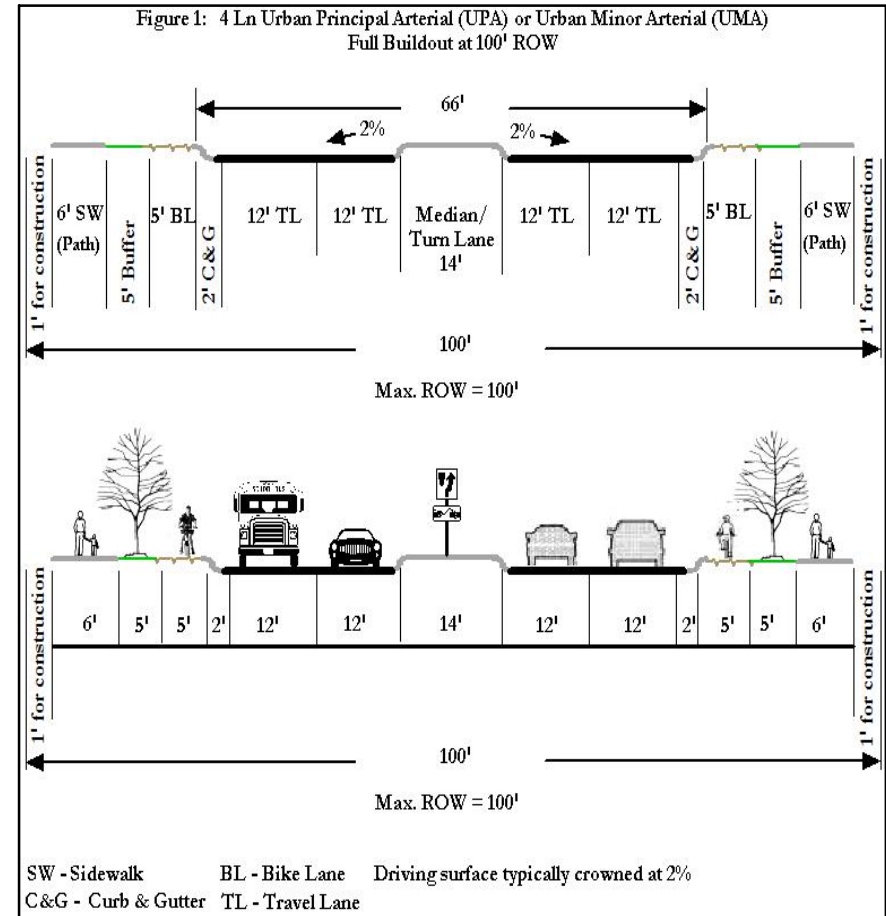 Figure 1: 4 Ln Urban Principal Arterial (UPA) or Urban Minor Arterial (UMA)
Full Buildout at 100' ROW
66'
2% 2%
1' for construction
6' SW
(Path)
5' Buffer
5' BL
2' C & G
12' TL
12' TL
Median/
Turn Lane
14'
12' TL
12' TL
2' C & G
5' BL
5' Buffer
6' SW
(Path)
1' for construction
100'
Max. ROW = 100'
1' for construction
6' 5' 5' 2' 12' 12' 14' 12' 12' 2' 5' 5' 6'
1' for construction
100'
Max. ROW = 100'
SW - Sidewalk BL - Bike Lane Driving surface typically crowned at 2%
C&G - Curb & Gutter TL - Travel Lane